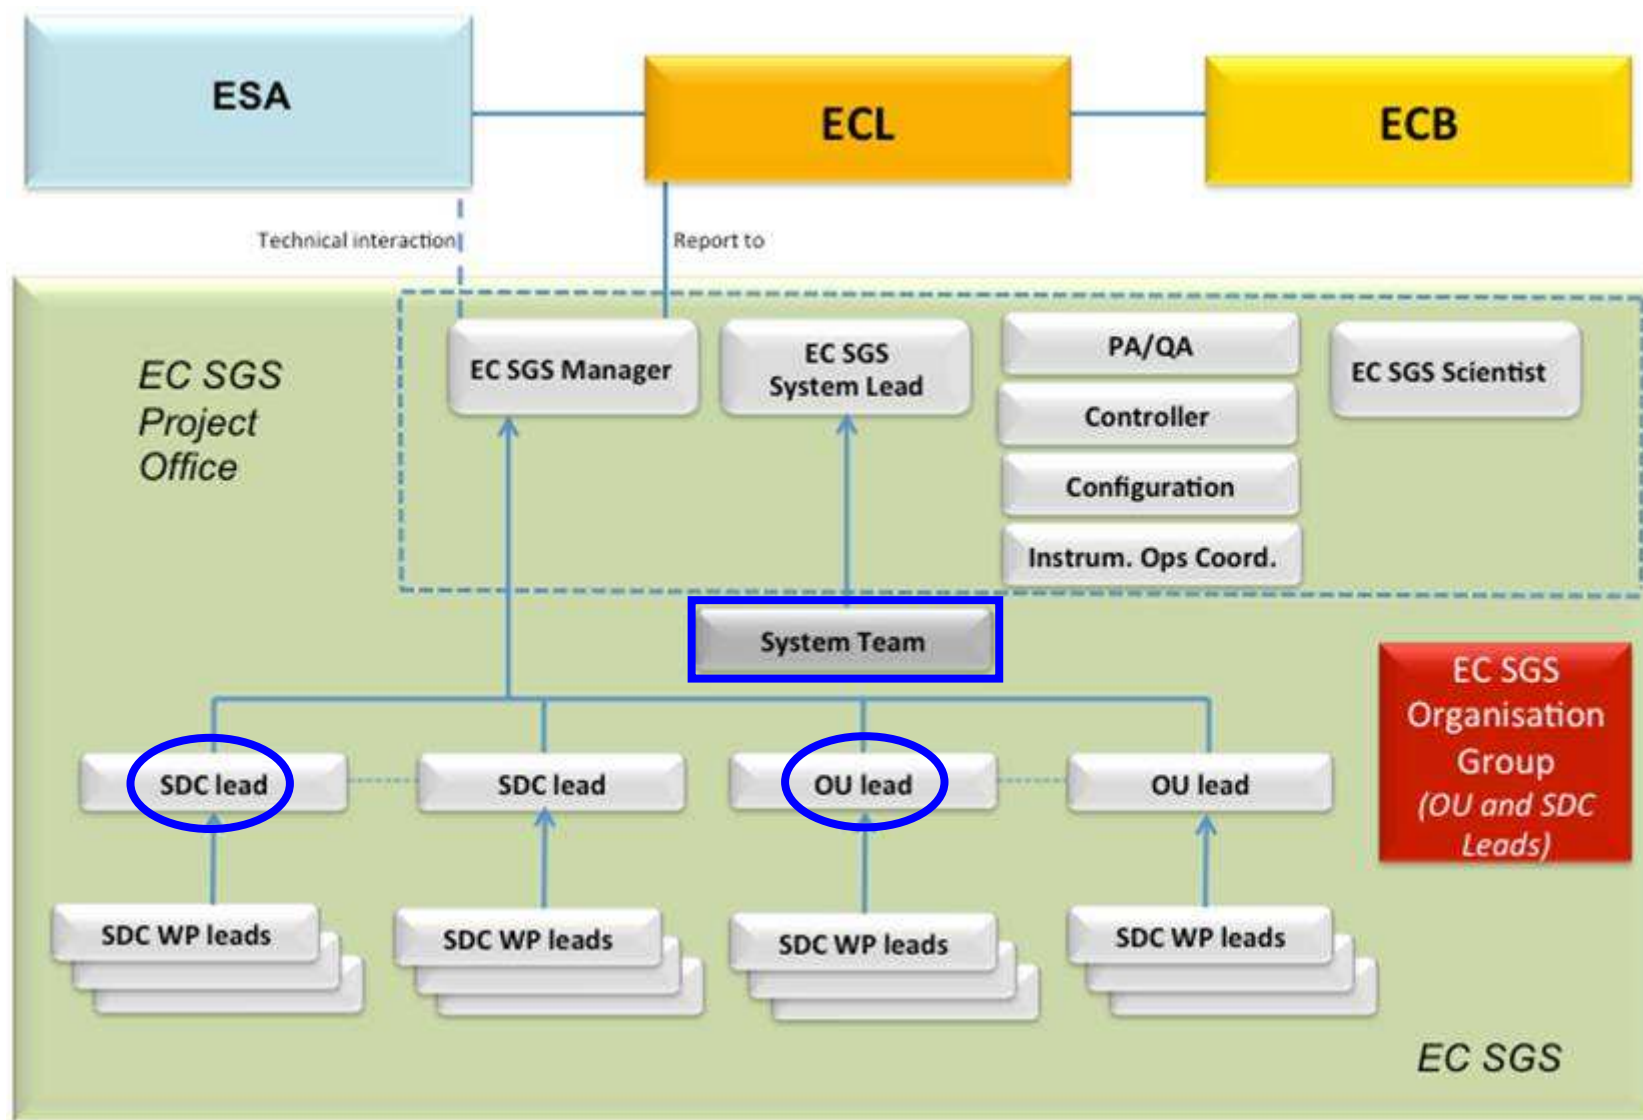 ESA
ECL
ECB
Technical interaction
Report to
EC SGS
Project
Office
EC SGS Manager
EC SGS
System Lead
PA/QA
Controller
Configuration
Instrum. Ops Coord.
EC SGS Scientist
System Team
EC SGS
Organisation
Group
(OU and SDC
Leads)
SDC lead
SDC lead
OU lead
OU lead
SDC WP leads
SDC WP leads
SDC WP leads
SDC WP leads
EC SGS